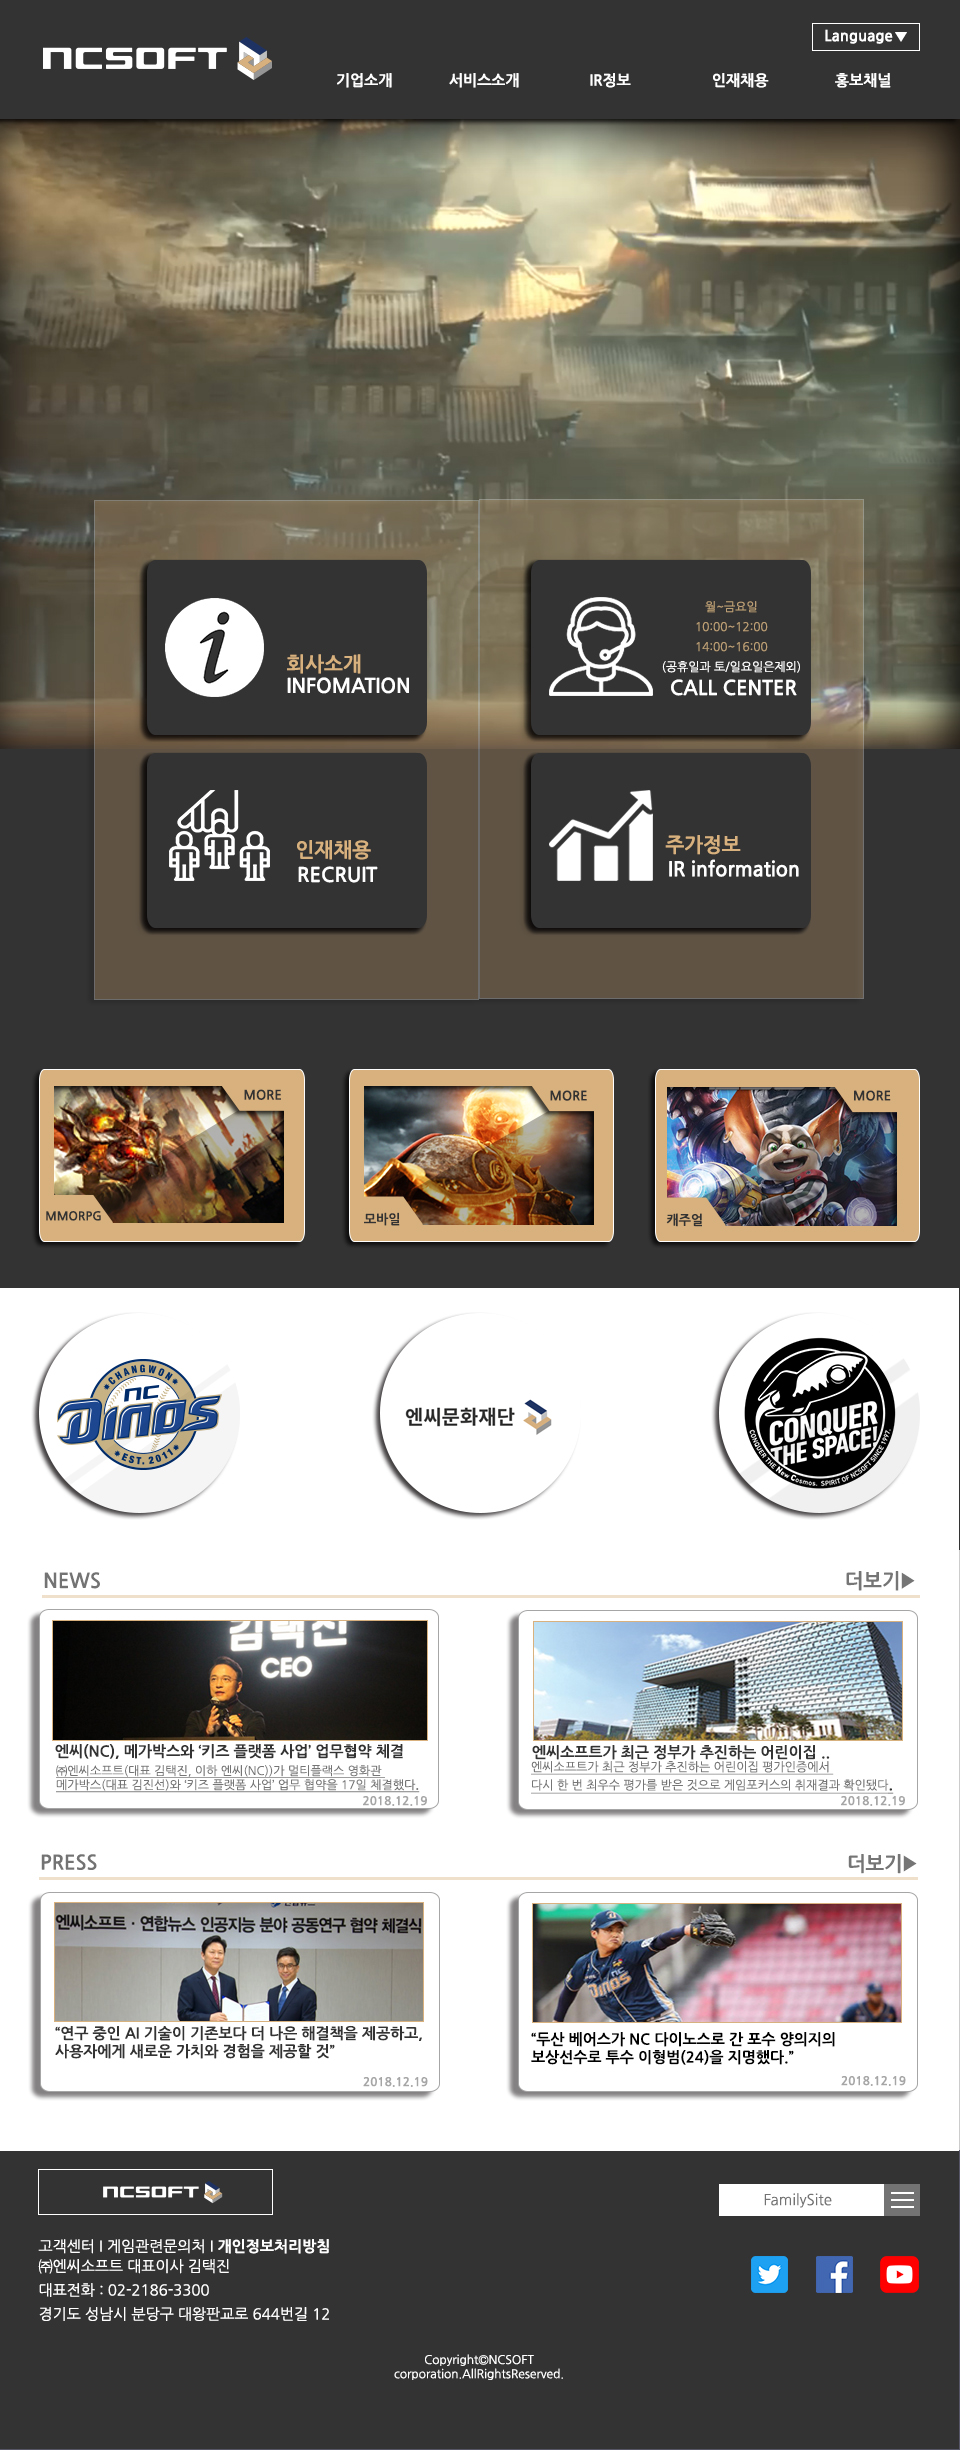 Language▼
NCSOFT
기업소개
서비스소개
IR정보
인재채용
홍보채널
회사소개
INFOMATION
월~금요일
10:00~12:00
14:00~16:00
(공휴일과 토/일요일은제외)
CALL CENTER
인재채용
RECRUIT
주가정보
IR information
MORE
MMORPG
MORE
모바일
MORE
캐주얼
CHANGWON
NC
DINOS
EST. 2011
엔씨문화재단
CONQUER
THE SPACE!
CONQUER THE New Cosmos. SPIRIT OF NCSOFT SINCE 1997.
NEWS
더보기▶
김택진
CEO
엔씨(NC), 메가박스와 ‘키즈 플랫폼 사업’ 업무협약 체결
㈜엔씨소프트(대표 김택진, 이하 엔씨(NC))가 멀티플랙스 영화관
메가박스(대표 김진선)와 ‘키즈 플랫폼 사업’ 업무 협약을 17일 체결했다.
2018.12.19
엔씨소프트가 최근 정부가 추진하는 어린이집 ..
엔씨소프트가 최근 정부가 추진하는 어린이집 평가인증에서
다시 한 번 최우수 평가를 받은 것으로 게임포커스의 취재결과 확인됐다.
2018.12.19
PRESS
더보기▶
엔씨소프트 · 연합뉴스 인공지능 분야 공동연구 협약 체결식
“연구 중인 AI 기술이 기존보다 더 나은 해결책을 제공하고,
사용자에게 새로운 가치와 경험을 제공할 것”
2018.12.19
NC
DINOS
“두산 베어스가 NC 다이노스로 간 포수 양의지의
보상선수로 투수 이형범(24)을 지명했다.”
2018.12.19
NCSOFT
FamilySite
고객센터 I 게임관련문의처 I 개인정보처리방침
㈜엔씨소프트 대표이사 김택진
대표전화 : 02-2186-3300
경기도 성남시 분당구 대왕판교로 644번길 12
Copyright©NCSOFT
corporation.AllRightsReserved.